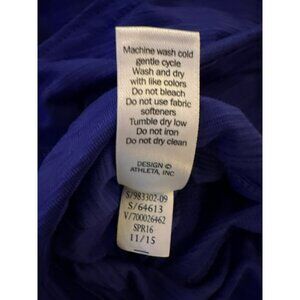 Machine wash cold
gentle cycle
Wash and dry
with like colors
Do not bleach
Do not use fabric
softeners
Tumble dry low
Do not iron
Do not dry clean
DESIGN ©
ATHLETA, INC
S/983302-09
S/64613
V/700026462
SPR16
11/15